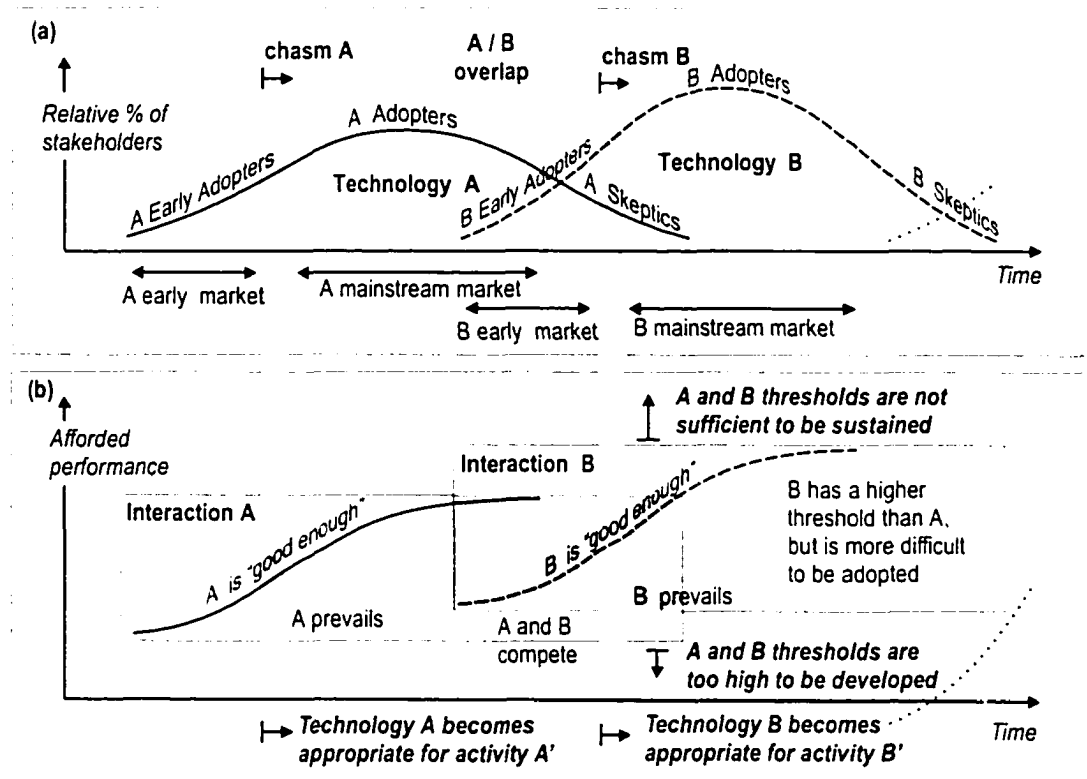 (a)
chasm A
A / B
overlap
chasm B
Relative % of
stakeholders
A Early Adopters
A Adopters
Technology A
B Early Adopters
A Skeptics
B Adopters
Technology B
B Skeptics
Time
A early market
A mainstream market
B early market
B mainstream market
(b)
Afforded
performance
A and B thresholds are not
sufficient to be sustained
Interaction A
Interaction B
A is "good enough"
B is "good enough"
B has a higher
threshold than A,
but is more difficult
to be adopted
A prevails
A and B
compete
B prevails
A and B thresholds are
too high to be developed
Technology A becomes
appropriate for activity A'
Technology B becomes
appropriate for activity B'
Time